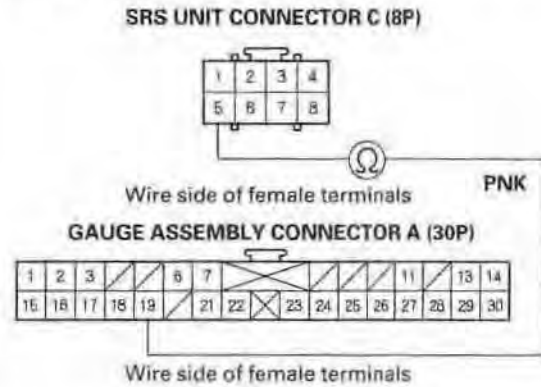 SRS UNIT CONNECTOR C (8P)
1 2 3 4
5 6 7 8
Ω
PNK
Wire side of female terminals
GAUGE ASSEMBLY CONNECTOR A (30P)
1 2 3 6 7 11 13 14
15 16 17 18 19 21 22 23 24 25 26 27 28 29 30
Wire side of female terminals